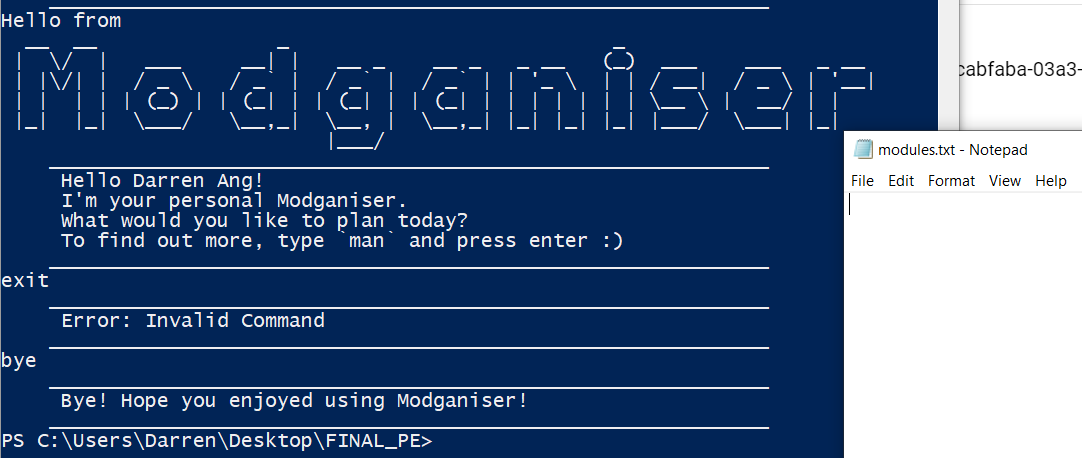 Hello from
Modganiser
Hello Darren Ang!
I'm your personal Modganiser.
What would you like to plan today?
To find out more, type `man` and press enter :)
exit
Error: Invalid Command
bye
Bye! Hope you enjoyed using Modganiser!
PS C:\Users\Darren\Desktop\FINAL_PE>
cabfaba-03a3-
modules.txt - Notepad
File Edit Format View Help